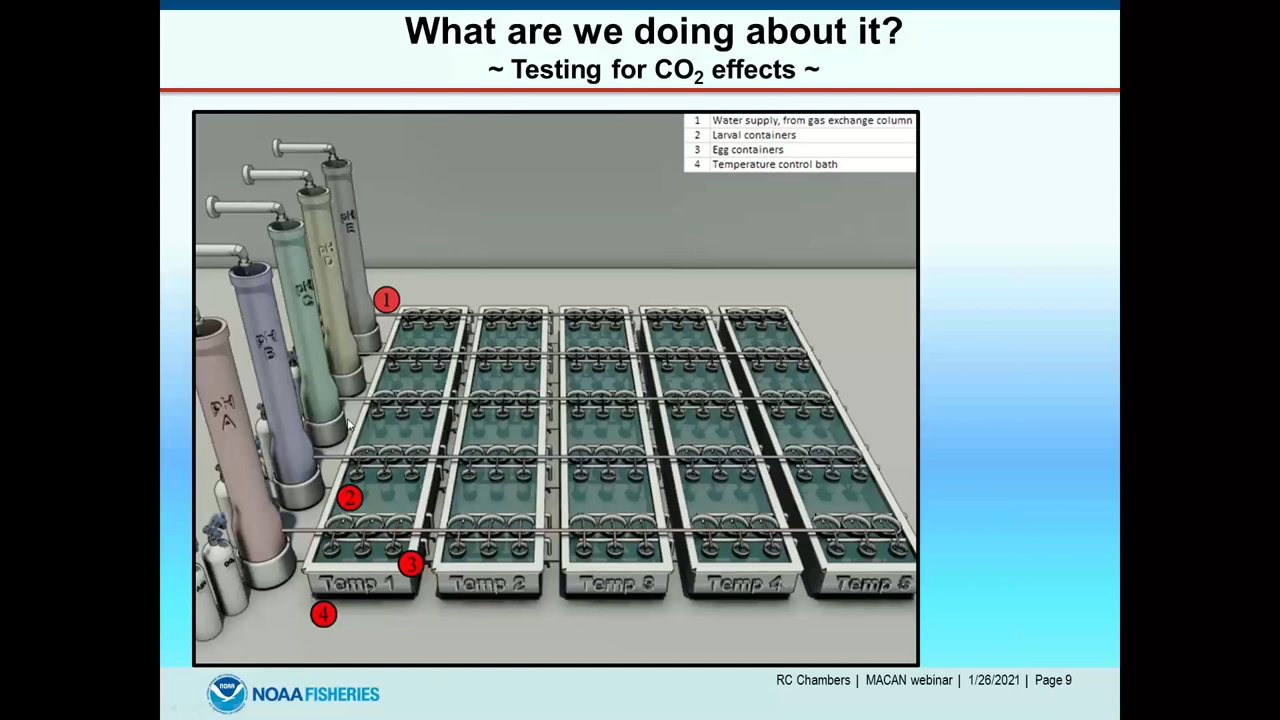 What are we doing about it?
~ Testing for CO₂ effects ~
1 Water supply, from gas exchange column
2 Larval containers
3 Egg containers
4 Temperature control bath
pH
A
1
2
3
4
Temp 1 Temp 2 Temp 3 Temp 4 Temp 5
NOAA
NOAA FISHERIES
RC Chambers | MACAN webinar | 1/26/2021 | Page 9